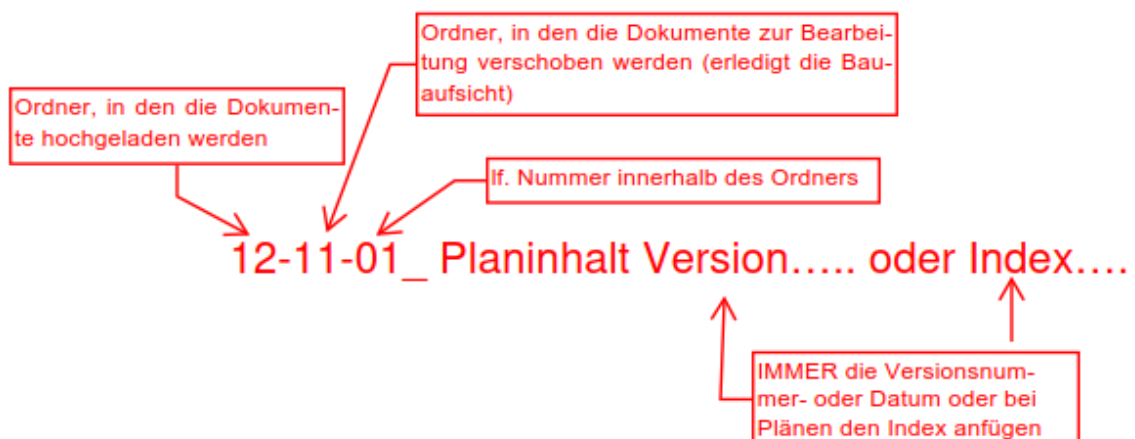 Ordner, in den die Dokumente zur Bearbei-
tung verschoben werden (erledigt die Bau-
aufsicht)
Ordner, in den die Dokumen-
te hochgeladen werden
lf. Nummer innerhalb des Ordners
12-11-01_ Planinhalt Version..... oder Index....
IMMER die Versionsnum-
mer- oder Datum oder bei
Plänen den Index anfügen